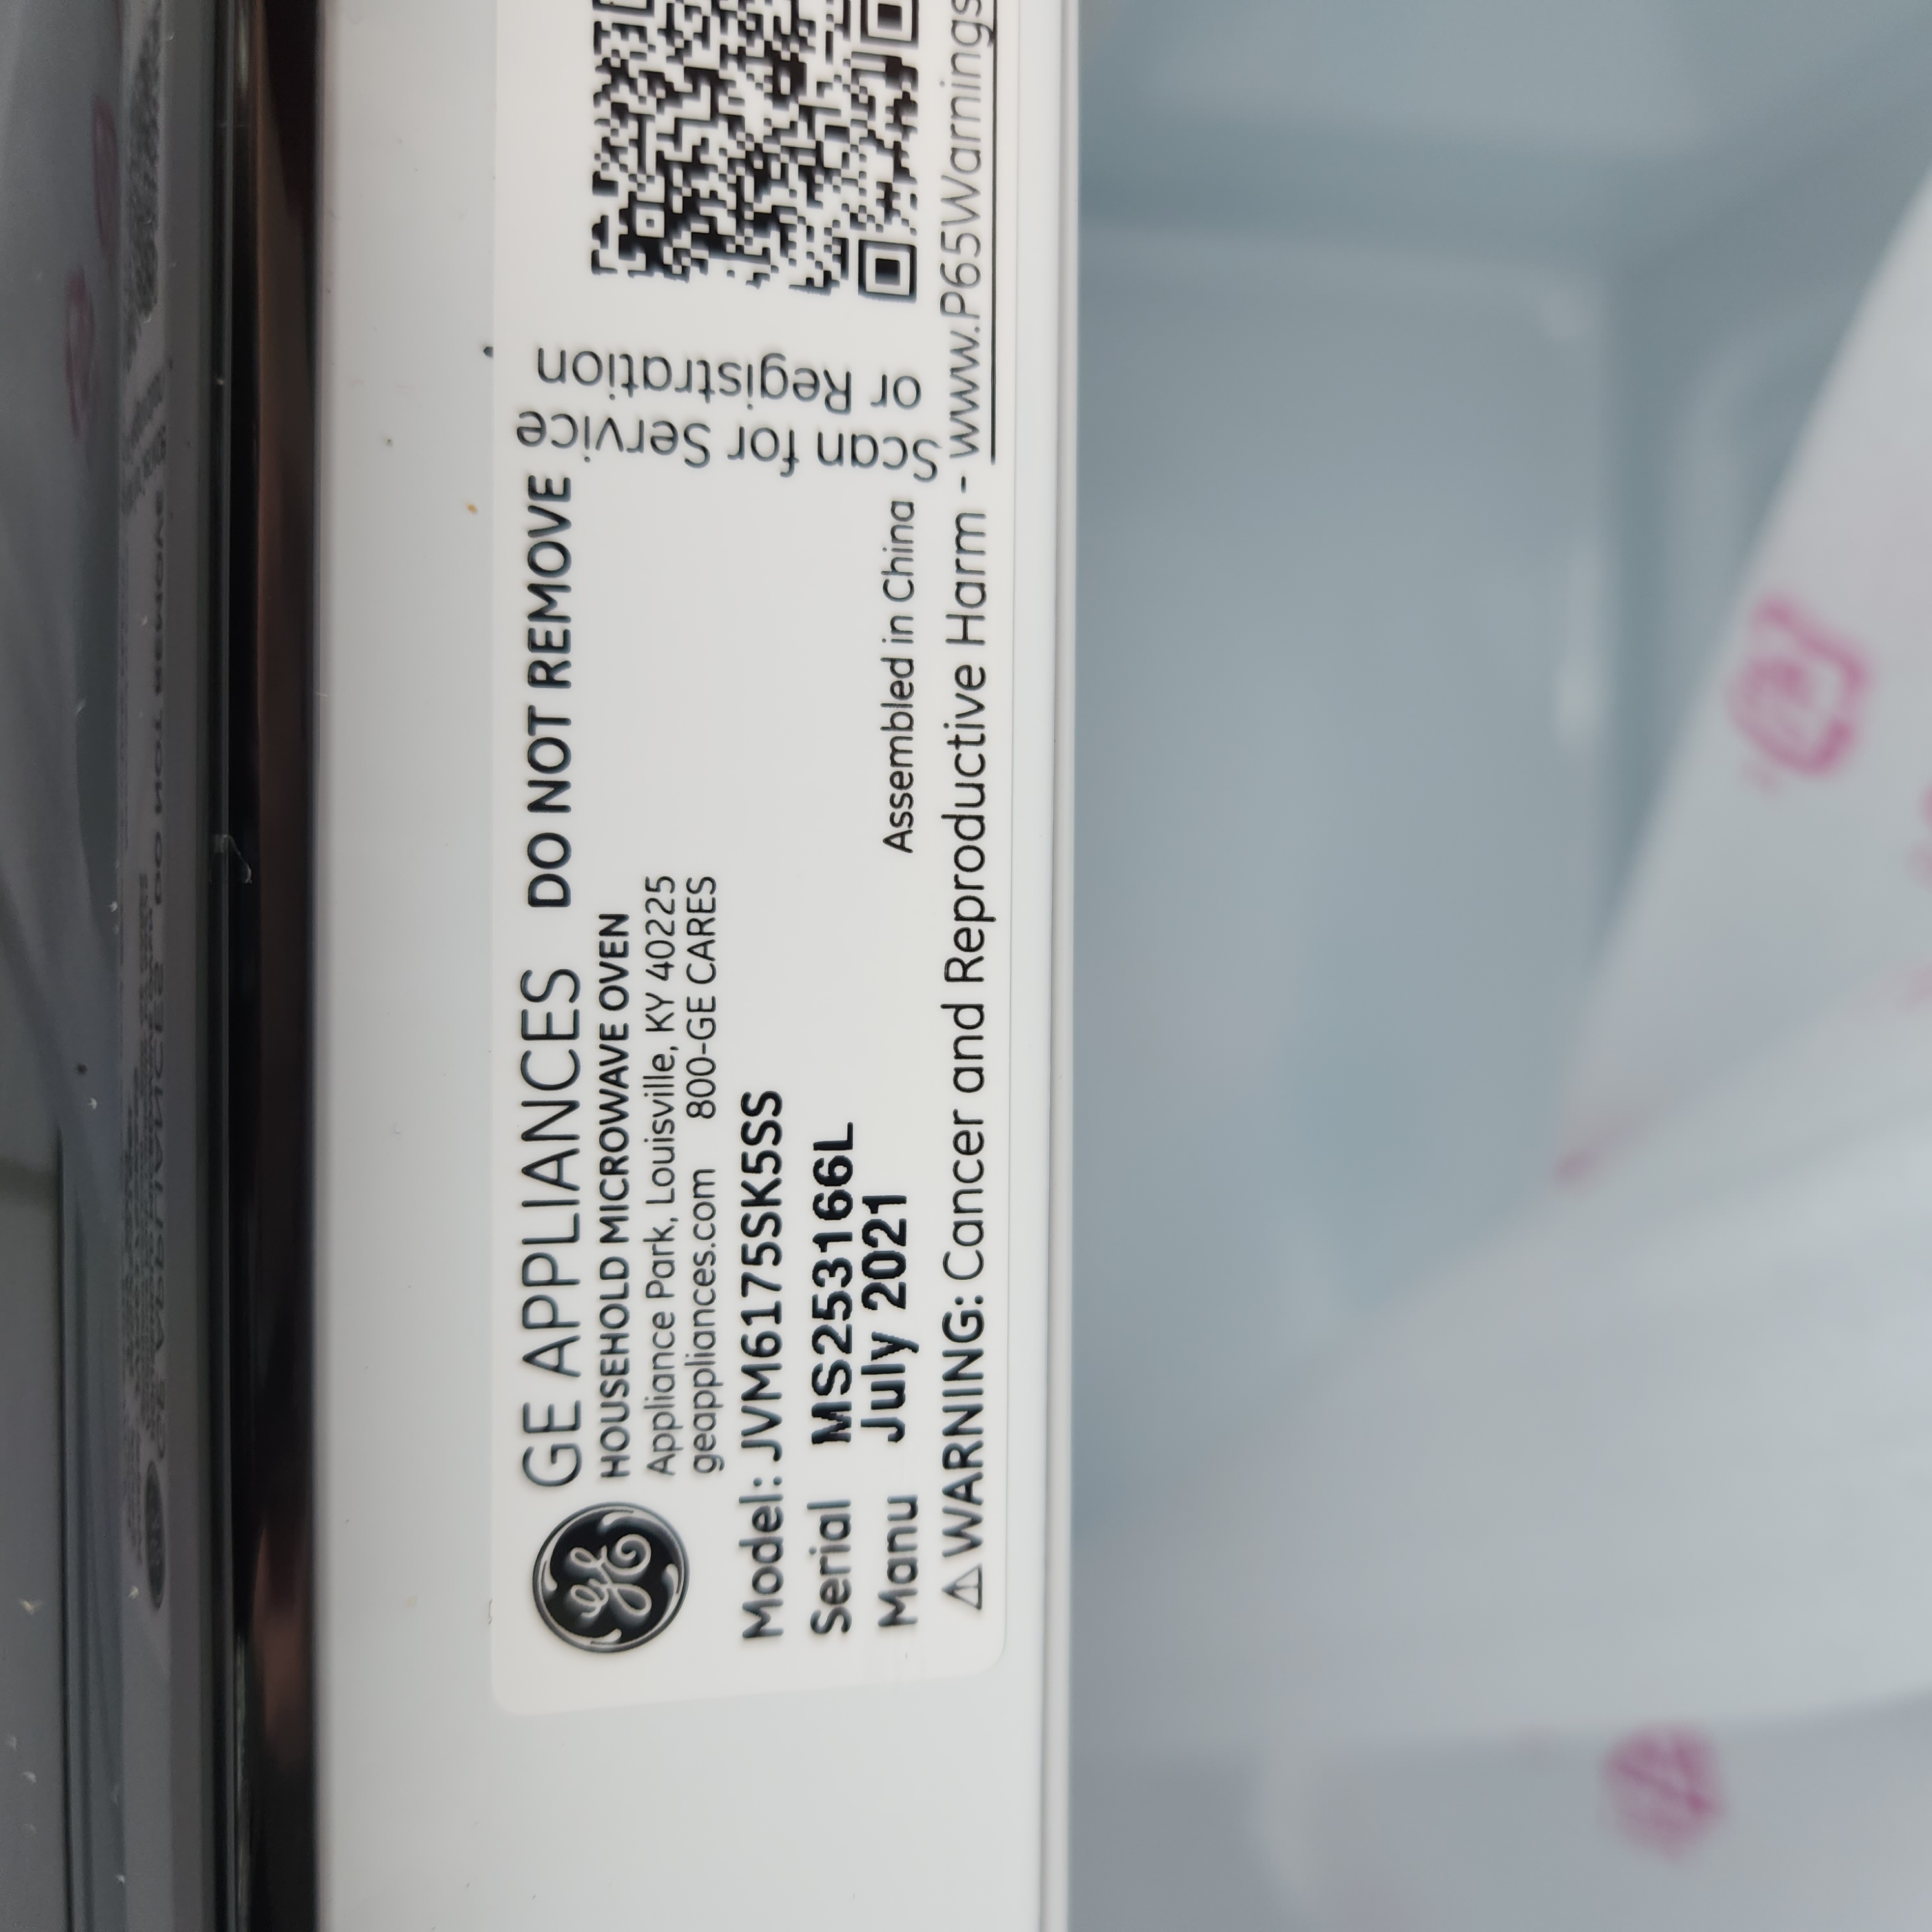 GE APPLIANCES DO NOT REMOVE
HOUSEHOLD MICROWAVE OVEN
Appliance Park, Louisville, KY 40225
geappliances.com 800-GE CARES
Model: JVM6175SK5SS
Serial MS253166L
Manu July 2021
Assembled in China
⚠ WARNING: Cancer and Reproductive Harm - www.P65Warnings
Scan for Service
or Registration